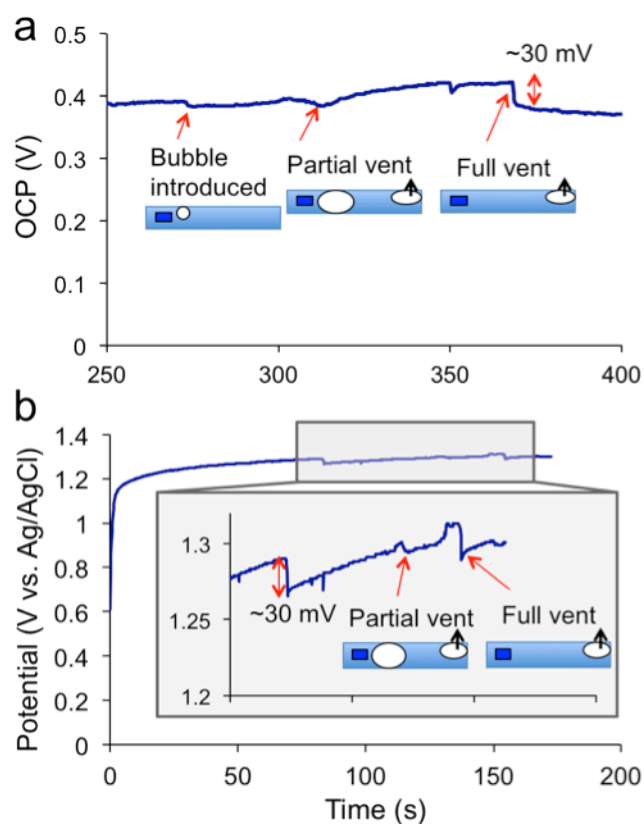 a
0.5
0.4
0.3
0.2
0.1
0
OCP (V)
~30 mV
Bubble
introduced
Partial vent
Full vent
250
300
350
400
b
1.4
1.2
1
0.8
0.6
0.4
0.2
0
Potential (V vs. Ag/AgCl)
1.3
1.25
1.2
~30 mV
Partial vent
Full vent
0
50
100
150
200
Time (s)